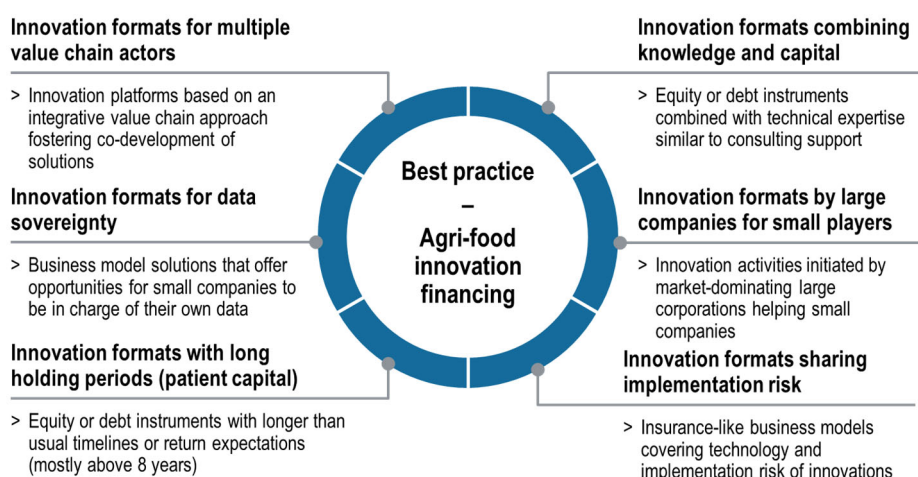 Innovation formats for multiple
value chain actors
> Innovation platforms based on an
integrative value chain approach
fostering co-development of
solutions
Innovation formats for data
sovereignty
> Business model solutions that offer
opportunities for small companies to
be in charge of their own data
Innovation formats with long
holding periods (patient capital)
> Equity or debt instruments with longer than
usual timelines or return expectations
(mostly above 8 years)
Best practice
–
Agri-food
innovation
financing
Innovation formats combining
knowledge and capital
> Equity or debt instruments
combined with technical expertise
similar to consulting support
Innovation formats by large
companies for small players
> Innovation activities initiated by
market-dominating large
corporations helping small
companies
Innovation formats sharing
implementation risk
> Insurance-like business models
covering technology and
implementation risk of innovations